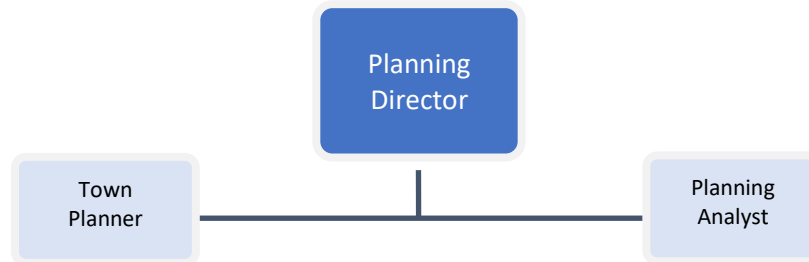 Planning
Director
Town
Planner
Planning
Analyst